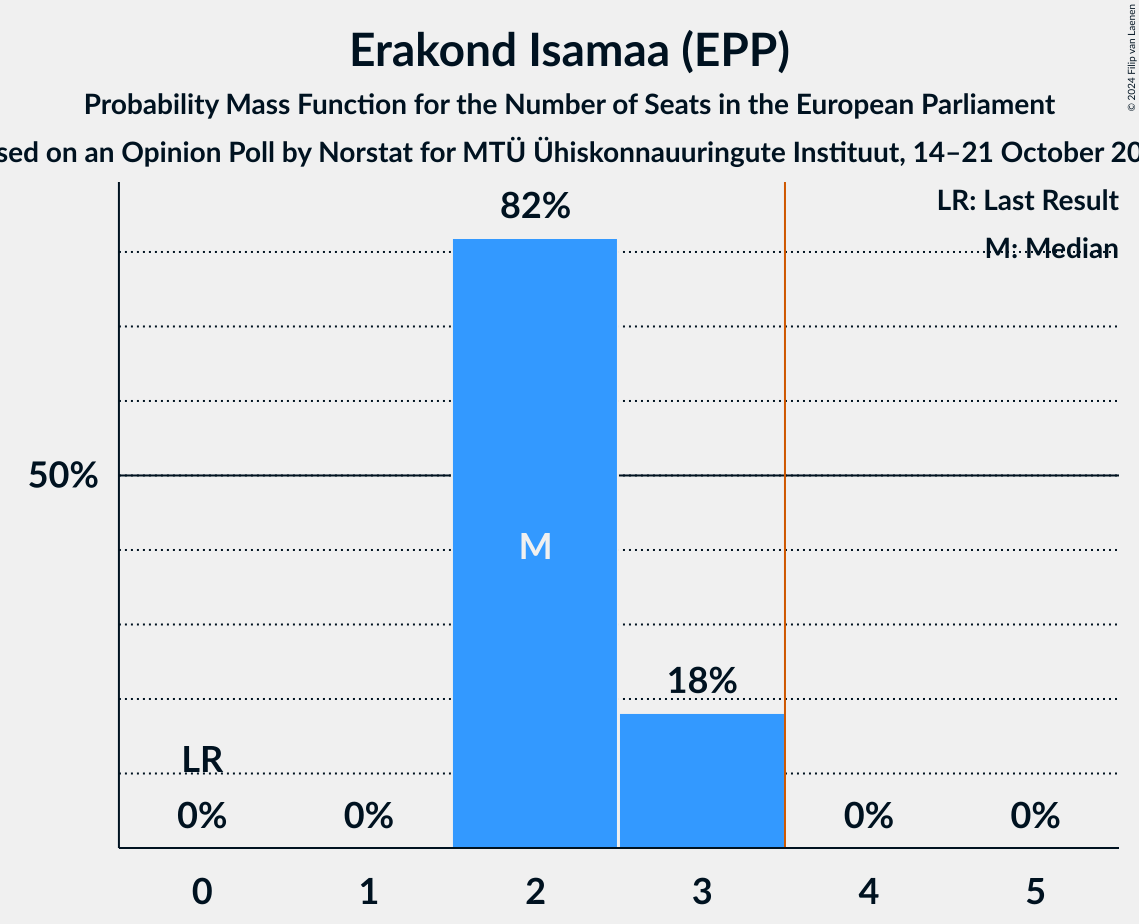 Erakond Isamaa (EPP)
Probability Mass Function for the Number of Seats in the European Parliament
sed on an Opinion Poll by Norstat for MTÜ Ühiskonnauuringute Instituut, 14–21 October 20
© 2024 Filip van Laenen
LR: Last Result
M: Median
82%
50%
M
18%
LR
0% 0% 0% 0%
0 1 2 3 4 5